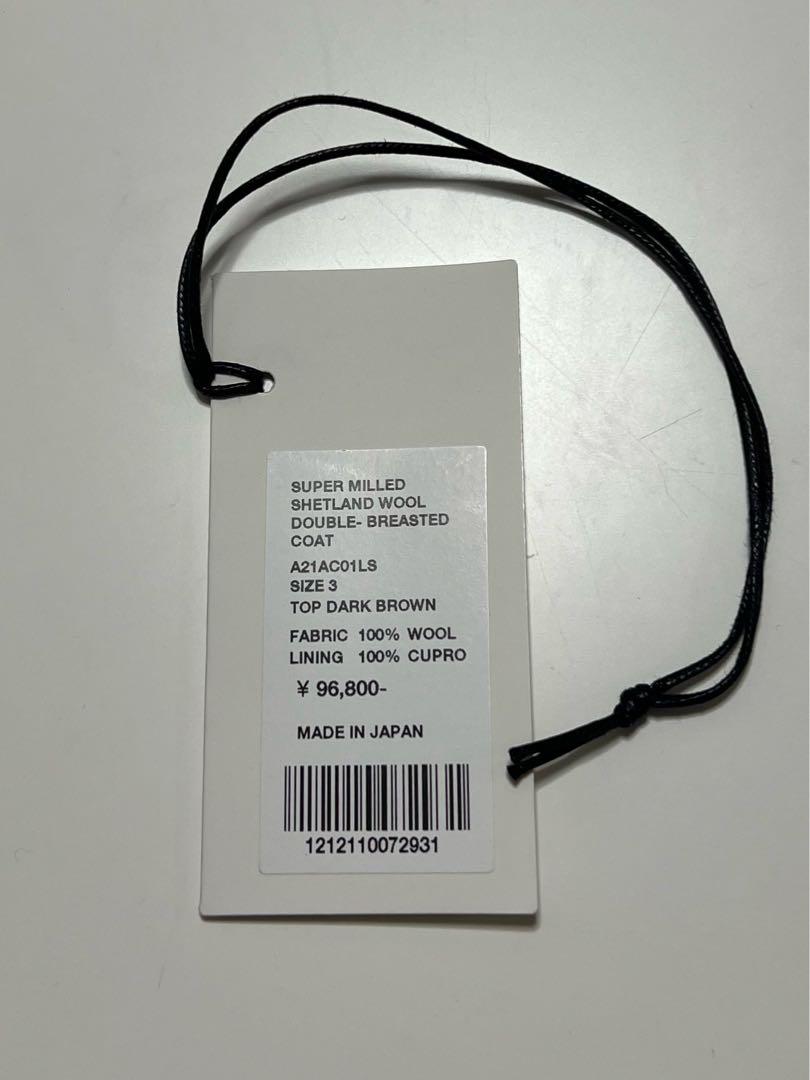 SUPER MILLED
SHETLAND WOOL
DOUBLE- BREASTED
COAT
A21AC01LS
SIZE 3
TOP DARK BROWN
FABRIC 100% WOOL
LINING 100% CUPRO
¥ 96,800-
MADE IN JAPAN
1212110072931